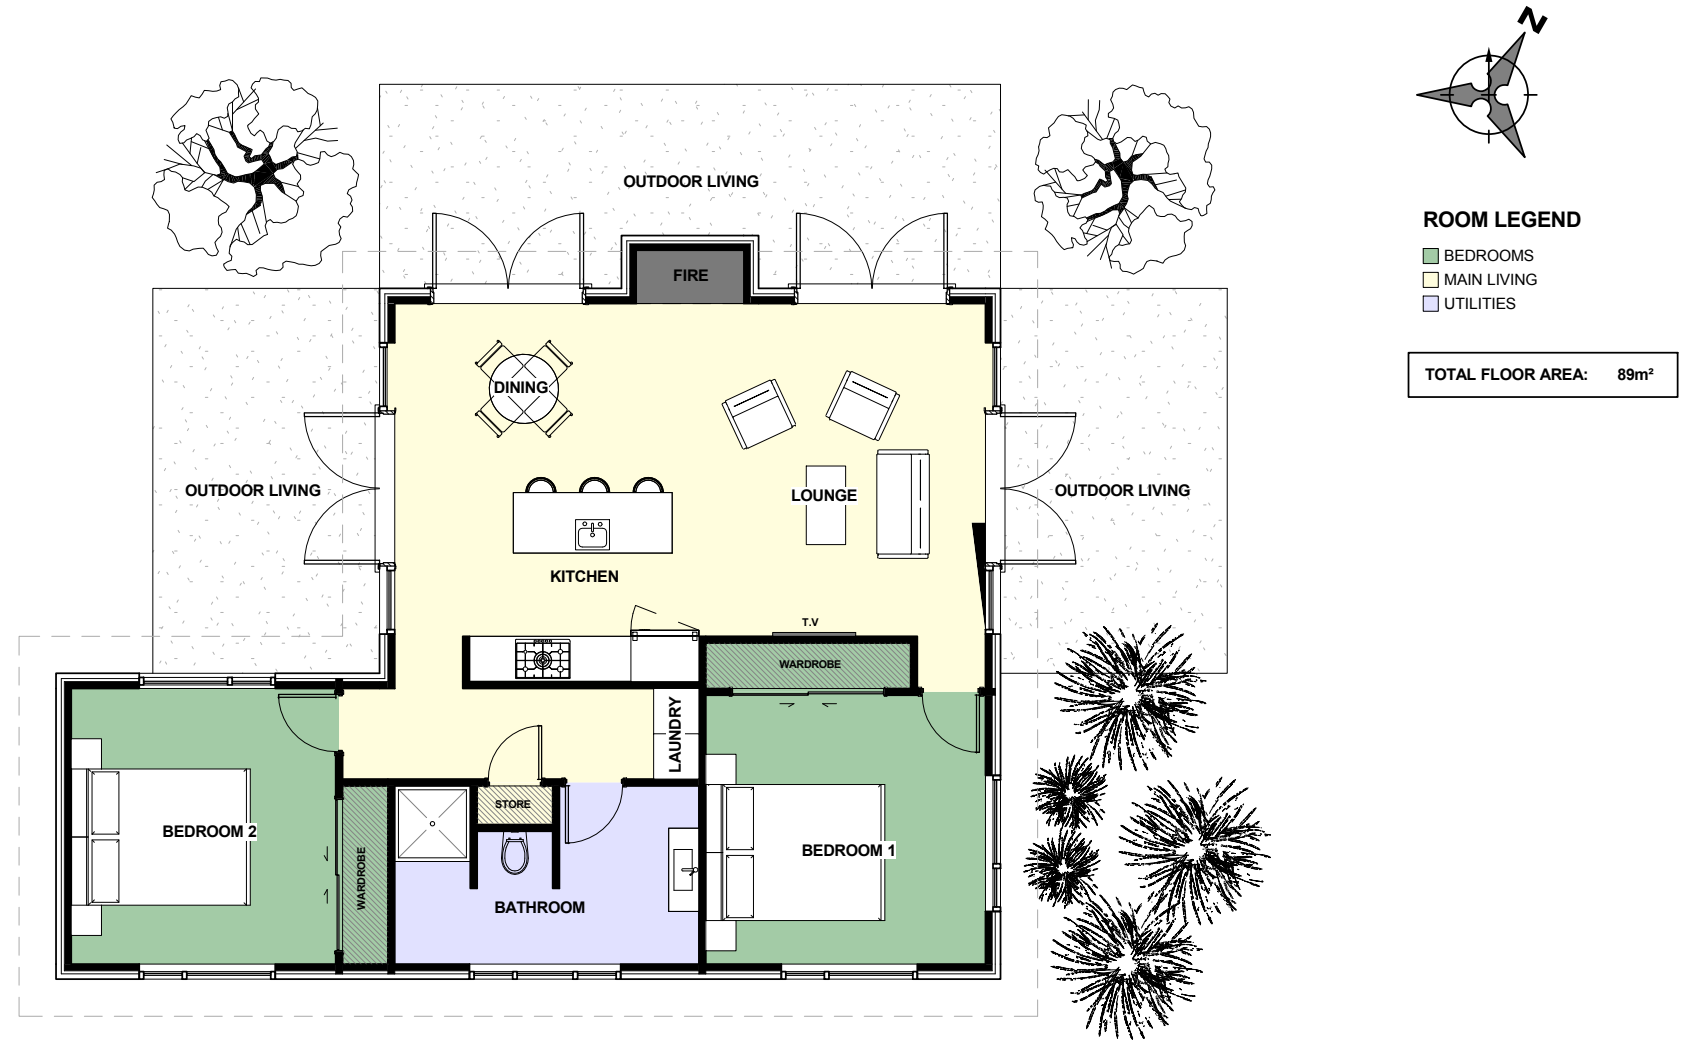 N
OUTDOOR LIVING
ROOM LEGEND
BEDROOMS
MAIN LIVING
UTILITIES
FIRE
TOTAL FLOOR AREA: 89m²
DINING
OUTDOOR LIVING
LOUNGE
OUTDOOR LIVING
KITCHEN
T.V
WARDROBE
LAUNDRY
STORE
BEDROOM 2
WARDROBE
BEDROOM 1
BATHROOM